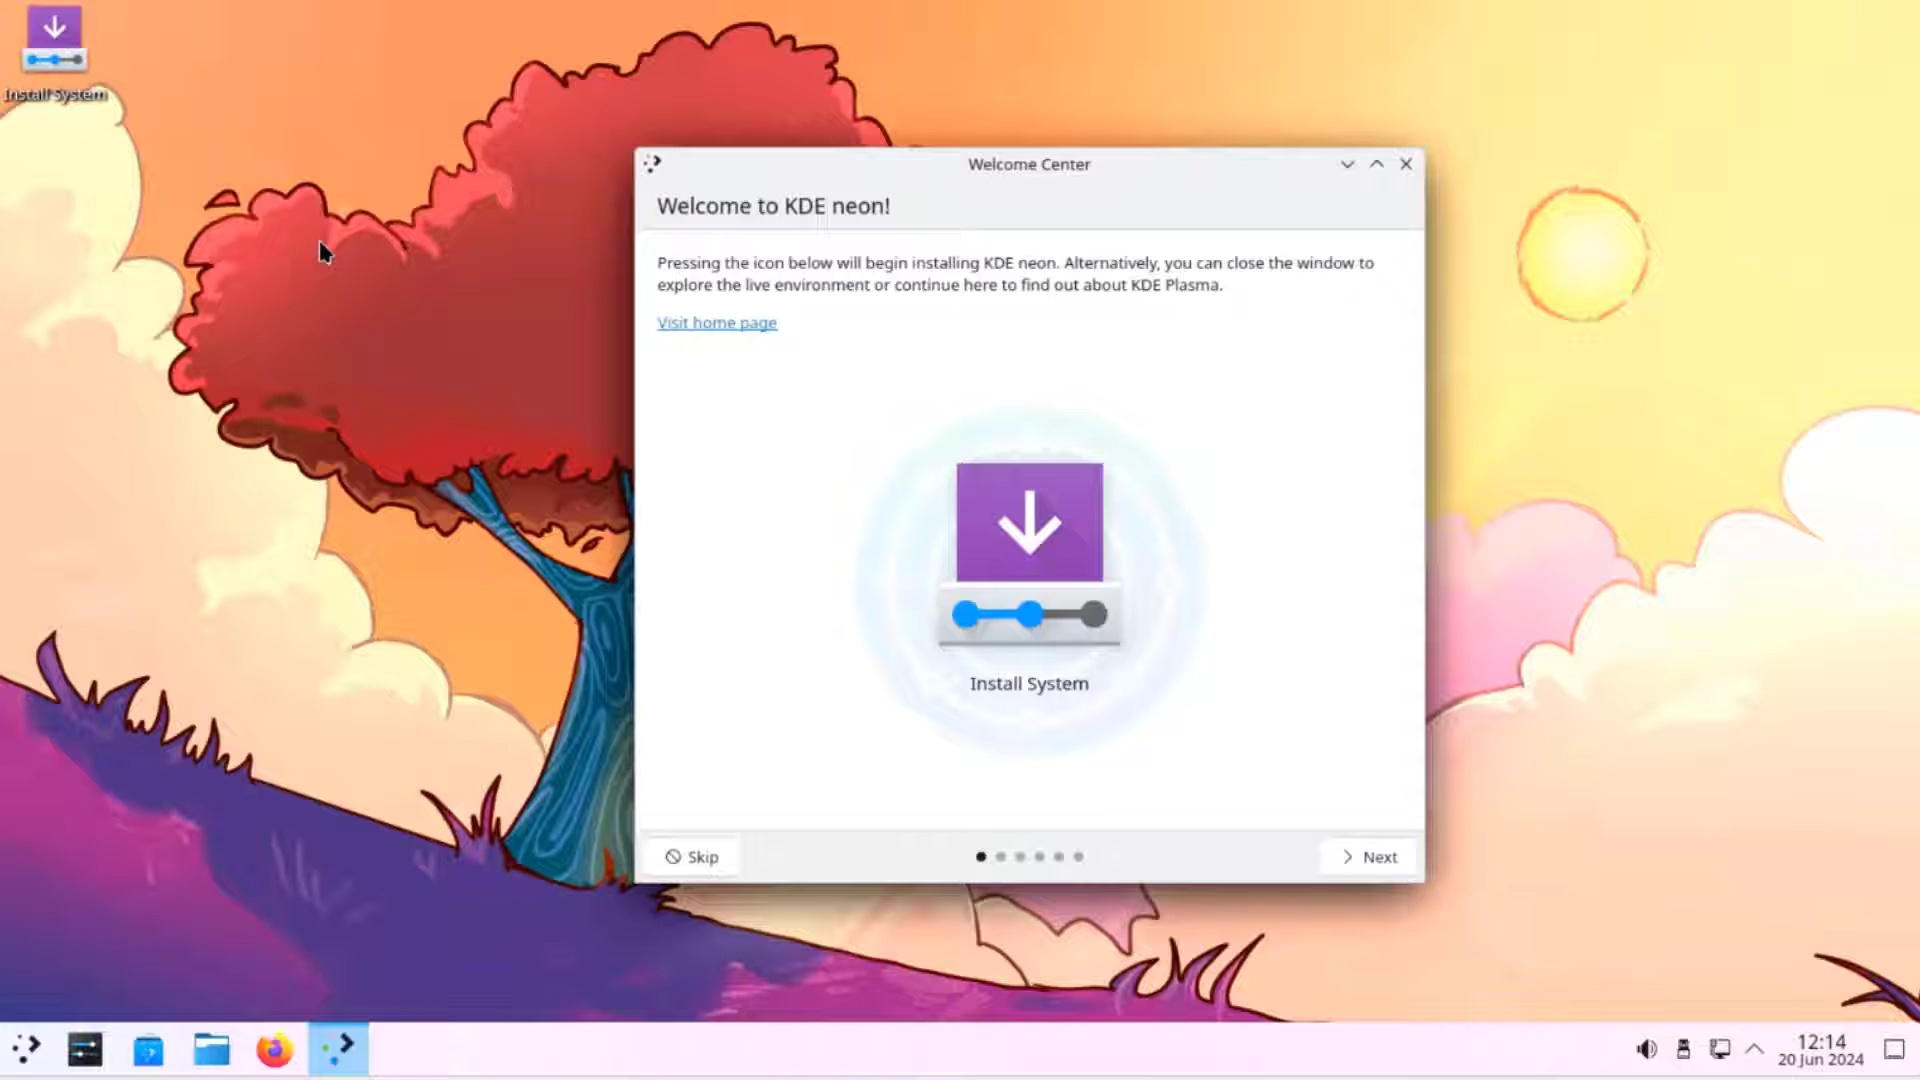 Install System
Welcome Center
Welcome to KDE neon!
Pressing the icon below will begin installing KDE neon. Alternatively, you can close the window to
explore the live environment or continue here to find out about KDE Plasma.
Visit home page
Install System
Skip
Next
12:14
20 Jun 2024